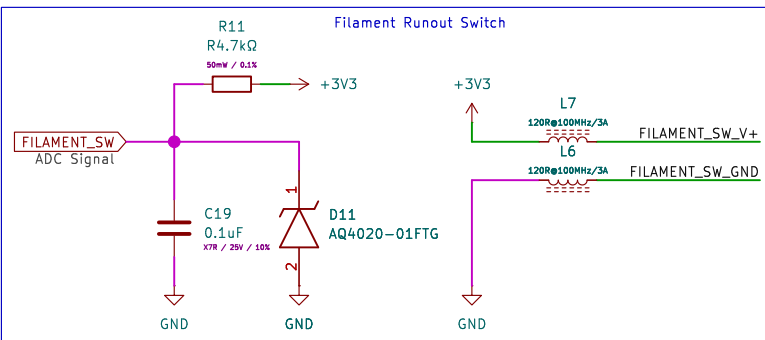 Filament Runout Switch
R11
R4.7kΩ
50mW / 0.1%
+3V3
+3V3
L7
120R@100MHz/3A
FILAMENT_SW_V+
FILAMENT_SW
ADC Signal
L6
120R@100MHz/3A
FILAMENT_SW_GND
1
C19
0.1uF
X7R / 25V / 10%
D11
AQ4020-01FTG
2
GND
GND
GND